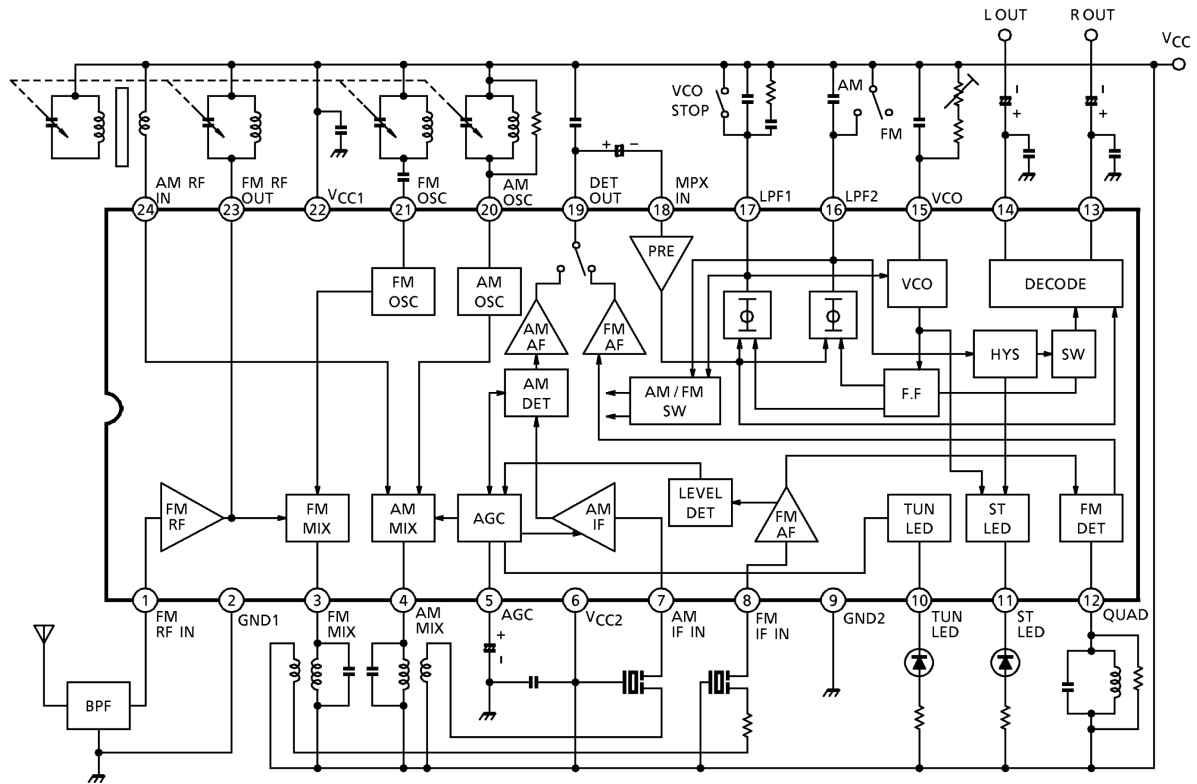 L OUT
R OUT
VCC
VCO
STOP
AM
FM
AM RF
IN
FM RF
OUT
VCC1
FM
OSC
AM
OSC
DET
OUT
MPX
IN
LPF1
LPF2
VCO
24
23
22
21
20
19
18
17
16
15
14
13
PRE
FM
OSC
AM
OSC
VCO
DECODE
AM
AF
FM
AF
HYS
SW
AM
DET
AM / FM
SW
F.F
FM
RF
FM
MIX
AM
MIX
AGC
AM
IF
LEVEL
DET
FM
AF
TUN
LED
ST
LED
FM
DET
1
2
3
4
5
6
7
8
9
10
11
12
FM
RF IN
GND1
FM
MIX
AM
MIX
AGC
VCC2
AM
IF IN
FM
IF IN
GND2
TUN
LED
ST
LED
QUAD
BPF